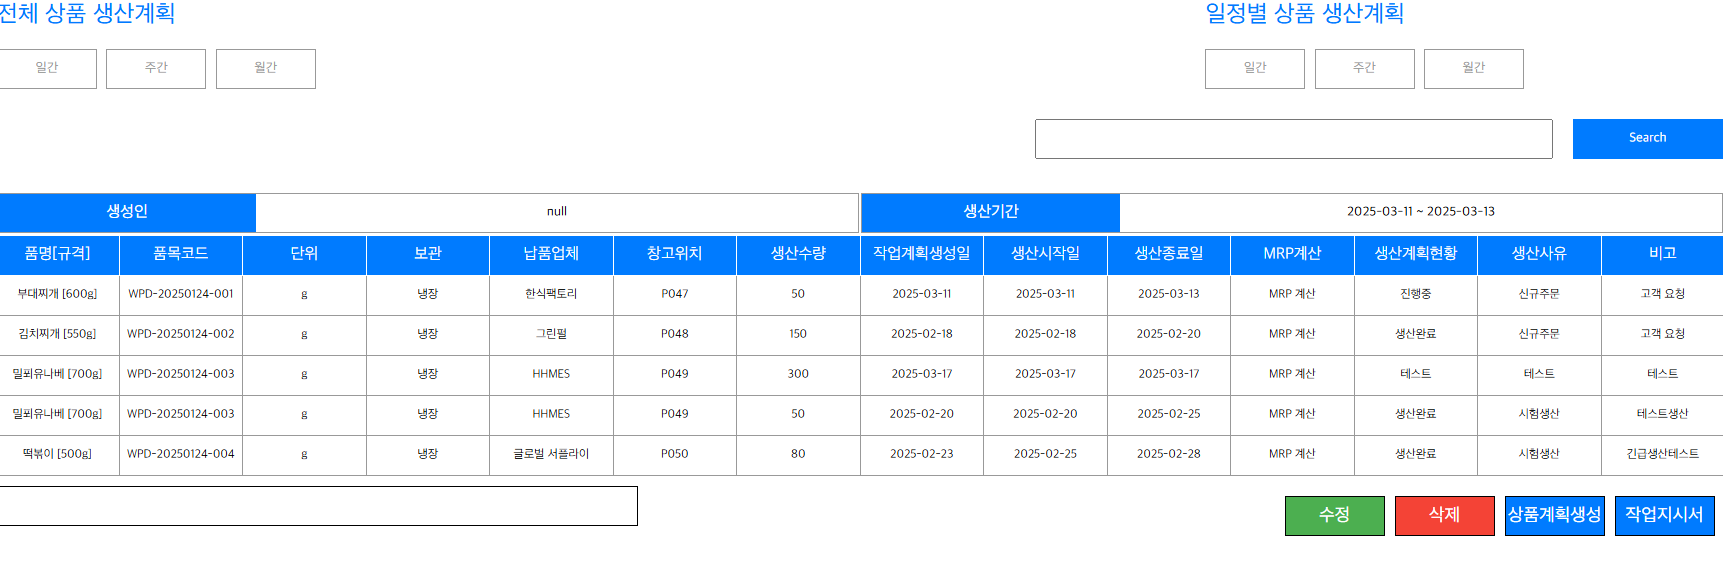 전체 상품 생산계획 일정별 상품 생산계획
일간 주간 월간 일간 주간 월간
Search
생성인 null 생산기간 2025-03-11 ~ 2025-03-13
품명[규격] 품목코드 단위 보관 납품업체 창고위치 생산수량 작업계획생성일 생산시작일 생산종료일 MRP계산 생산계획현황 생산사유 비고
부대찌개 [600g] WPD-20250124-001 g 냉장 한식팩토리 P047 50 2025-03-11 2025-03-11 2025-03-13 MRP 계산 진행중 신규주문 고객 요청
김치찌개 [550g] WPD-20250124-002 g 냉장 그린펄 P048 150 2025-02-18 2025-02-18 2025-02-20 MRP 계산 생산완료 신규주문 고객 요청
밀푀유나베 [700g] WPD-20250124-003 g 냉장 HHMES P049 300 2025-03-17 2025-03-17 2025-03-17 MRP 계산 테스트 테스트 테스트
밀푀유나베 [700g] WPD-20250124-003 g 냉장 HHMES P049 50 2025-02-20 2025-02-20 2025-02-25 MRP 계산 생산완료 시험생산 테스트생산
떡볶이 [500g] WPD-20250124-004 g 냉장 글로벌 서플라이 P050 80 2025-02-23 2025-02-25 2025-02-28 MRP 계산 생산완료 시험생산 긴급생산테스트
수정 삭제 상품계획생성 작업지시서